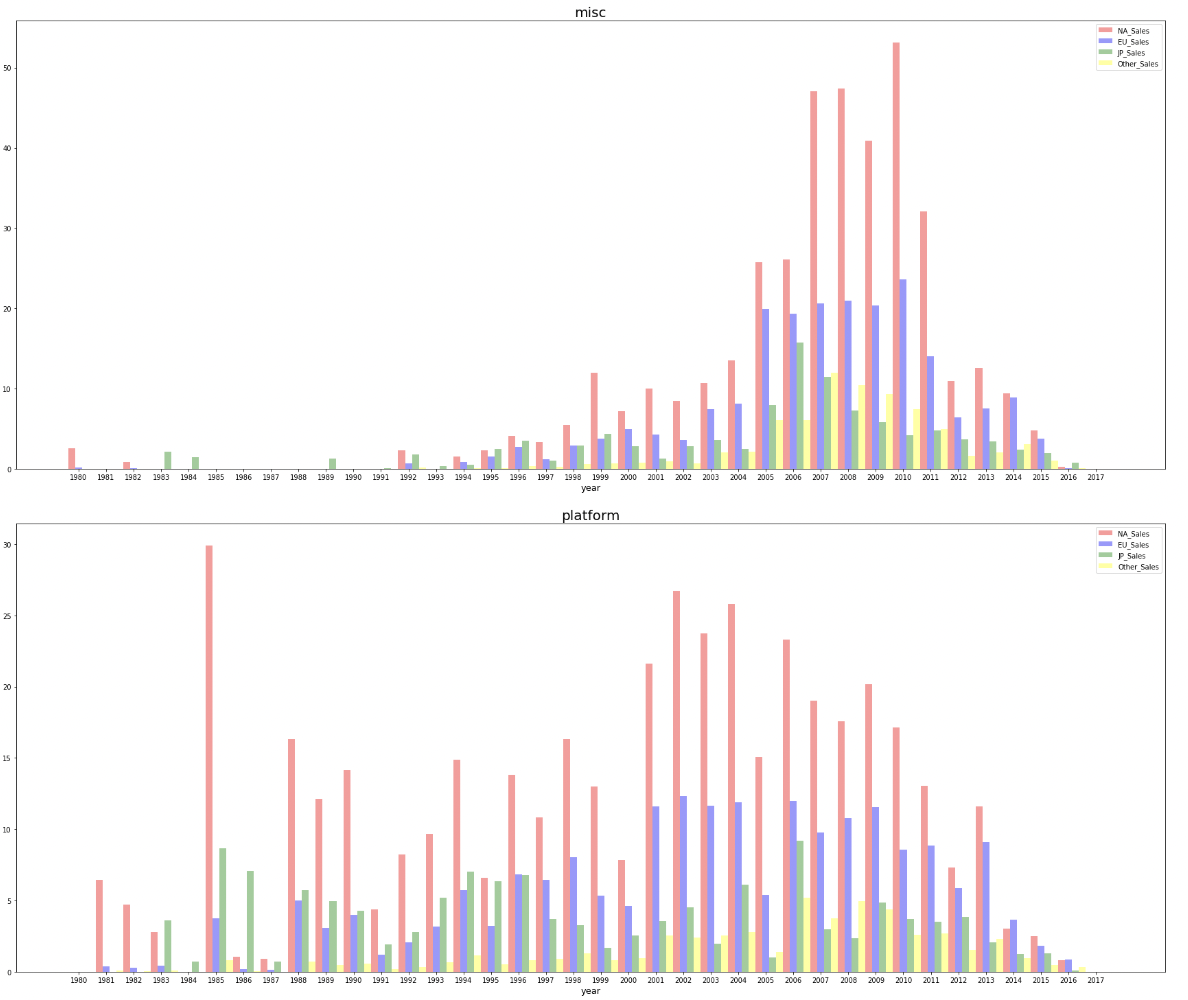 misc
NA_Sales
EU_Sales
JP_Sales
Other_Sales
50
40
30
20
10
0
1980 1981 1982 1983 1984 1985 1986 1987 1988 1989 1990 1991 1992 1993 1994 1995 1996 1997 1998 1999 2000 2001 2002 2003 2004 2005 2006 2007 2008 2009 2010 2011 2012 2013 2014 2015 2016 2017
year
platform
NA_Sales
EU_Sales
JP_Sales
Other_Sales
30
25
20
15
10
5
0
1980 1981 1982 1983 1984 1985 1986 1987 1988 1989 1990 1991 1992 1993 1994 1995 1996 1997 1998 1999 2000 2001 2002 2003 2004 2005 2006 2007 2008 2009 2010 2011 2012 2013 2014 2015 2016 2017
year